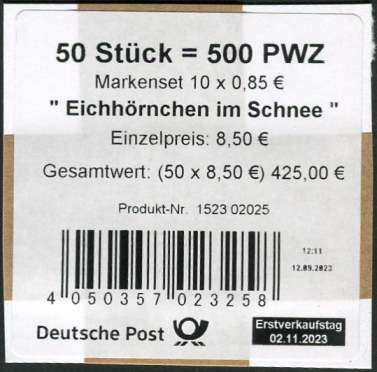 50 Stück = 500 PWZ
Markenset 10 x 0,85 €
" Eichhörnchen im Schnee "
Einzelpreis: 8,50 €
Gesamtwert: (50 x 8,50 €) 425,00 €
Produkt-Nr. 1523 02025
12:11
12.09.2023
4 050357 023258
Deutsche Post
Erstverkaufstag
02.11.2023